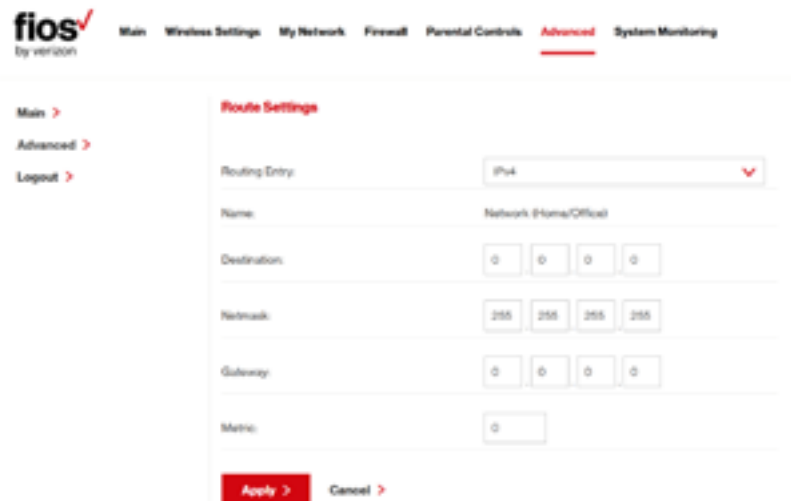 fios
by verizon
Main Wireless Settings My Network Firewall Parental Controls Advanced System Monitoring
Main >
Advanced >
Logout >
Route Settings
Routing Entry: IPv4
Name: Network (Home/Office)
Destination: 0 . 0 . 0 . 0
Netmask: 255 . 255 . 255 . 255
Gateway: 0 . 0 . 0 . 0
Metric: 0
Apply > Cancel >